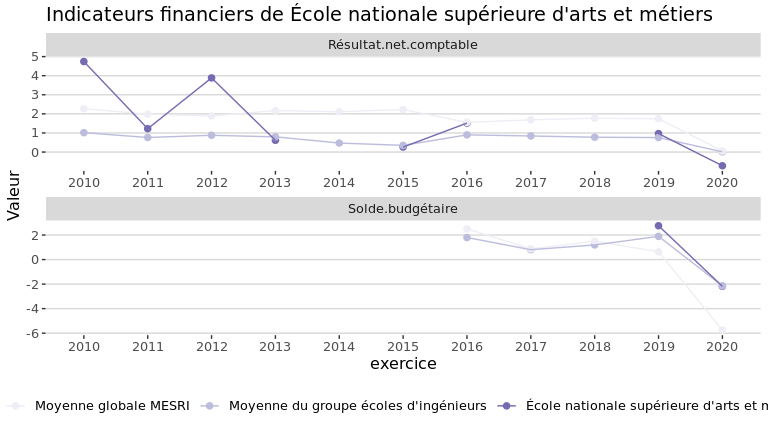 Indicateurs financiers de École nationale supérieure d'arts et métiers
Résultat.net.comptable
5
4
3
2
1
0
2010 2011 2012 2013 2014 2015 2016 2017 2018 2019 2020
Valeur
Solde.budgétaire
2
0
-2
-4
-6
2010 2011 2012 2013 2014 2015 2016 2017 2018 2019 2020
exercice
Moyenne globale MESRI Moyenne du groupe écoles d'ingénieurs École nationale supérieure d'arts et m